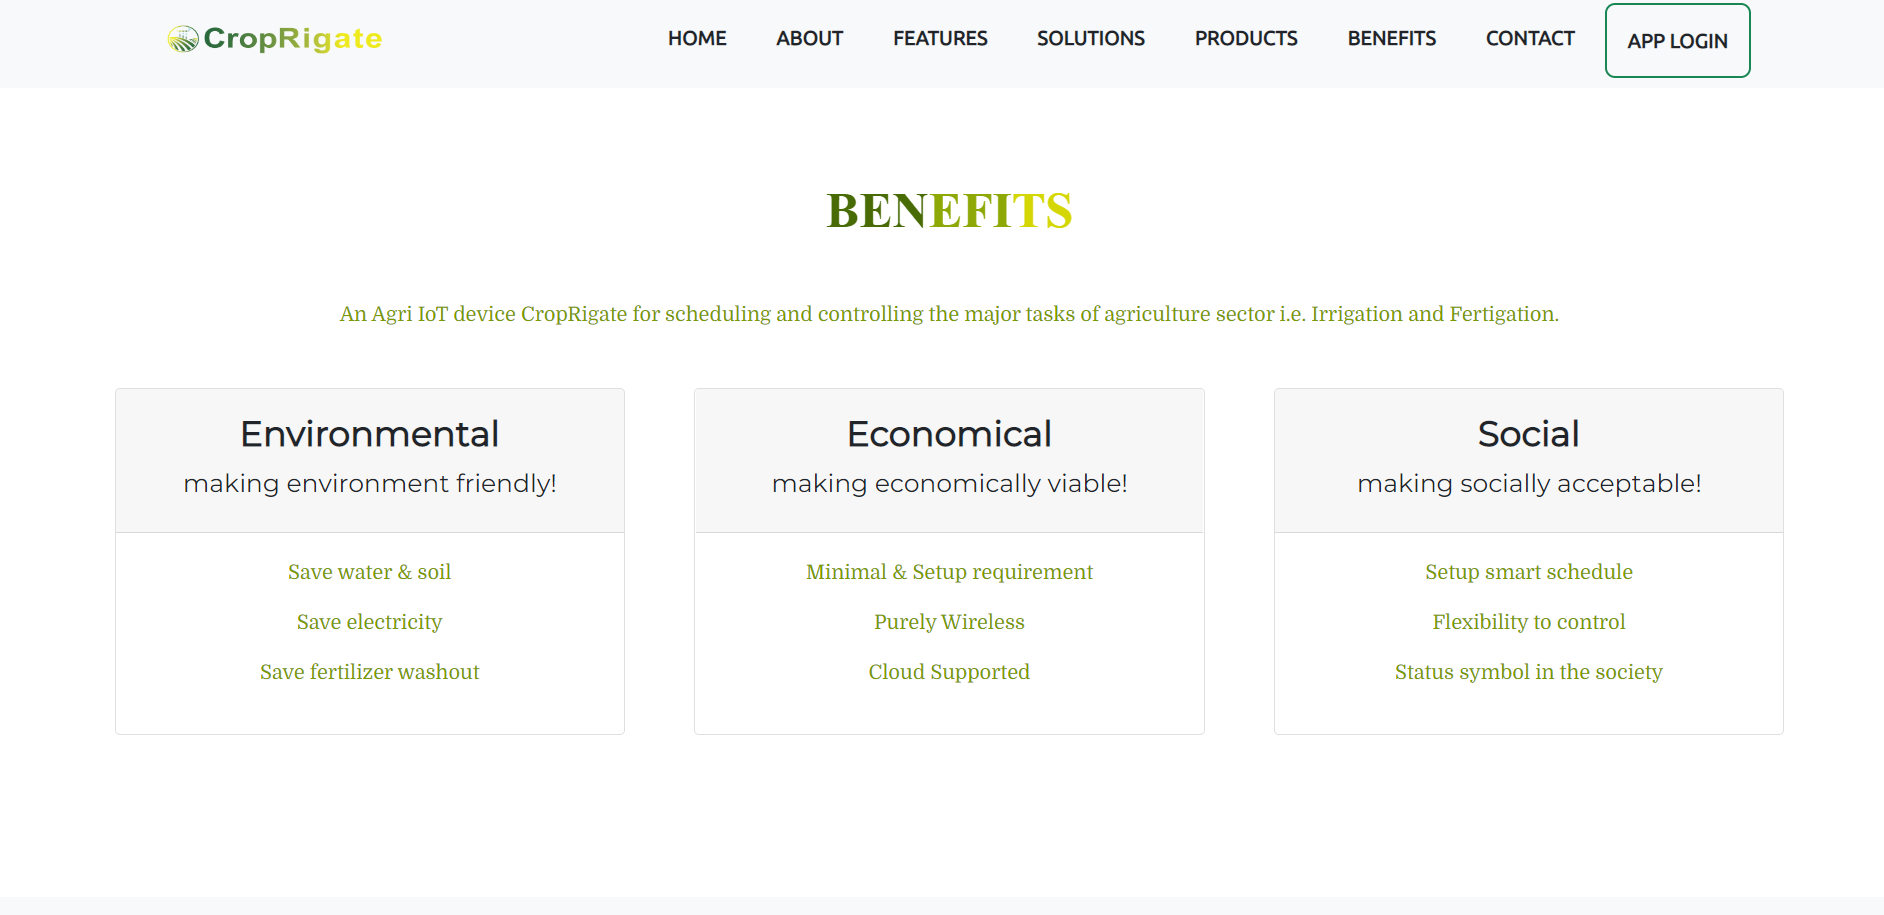 CropRigate
HOME ABOUT FEATURES SOLUTIONS PRODUCTS BENEFITS CONTACT APP LOGIN
BENEFITS
An Agri IoT device CropRigate for scheduling and controlling the major tasks of agriculture sector i.e. Irrigation and Fertigation.
Environmental
making environment friendly!
Save water & soil
Save electricity
Save fertilizer washout
Economical
making economically viable!
Minimal & Setup requirement
Purely Wireless
Cloud Supported
Social
making socially acceptable!
Setup smart schedule
Flexibility to control
Status symbol in the society